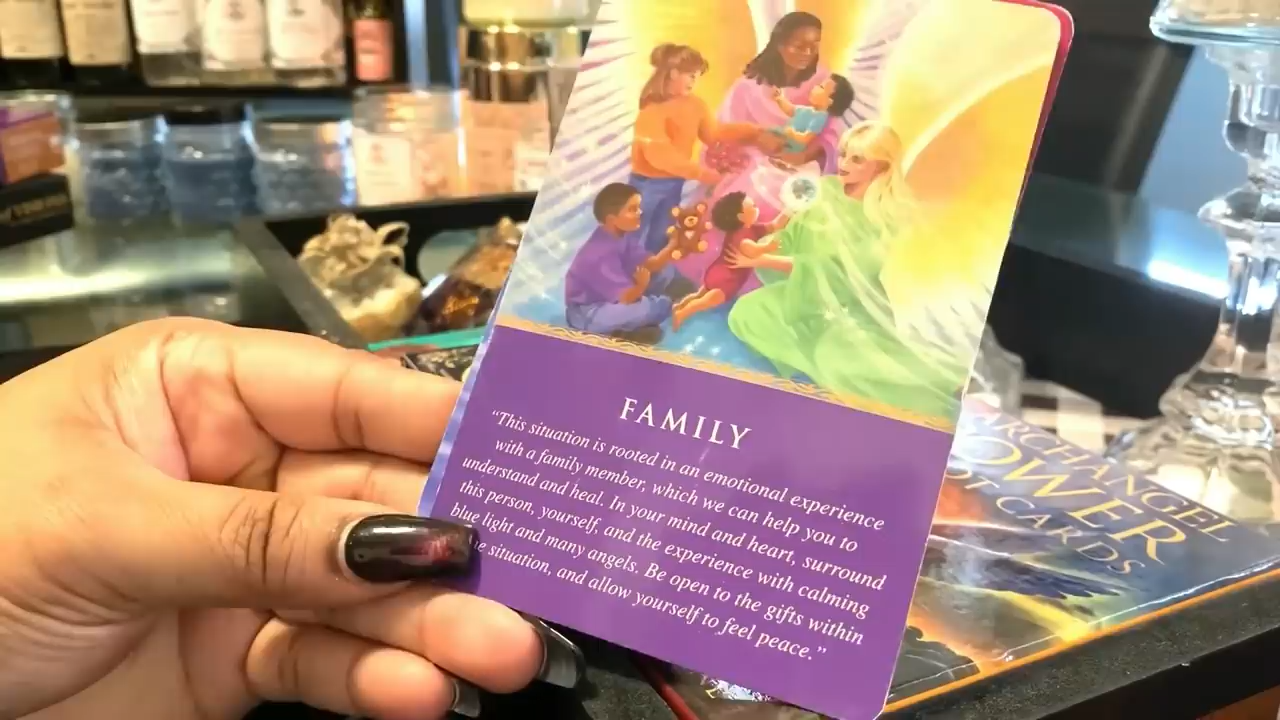 FAMILY
"This situation is rooted in an emotional experience
with a family member, which we can help you to
understand and heal. In your mind and heart, surround
this person, yourself, and the experience with calming
blue light and many angels. Be open to the gifts within
situation, and allow yourself to feel peace."
ARCHANGEL
POWER
CARDS